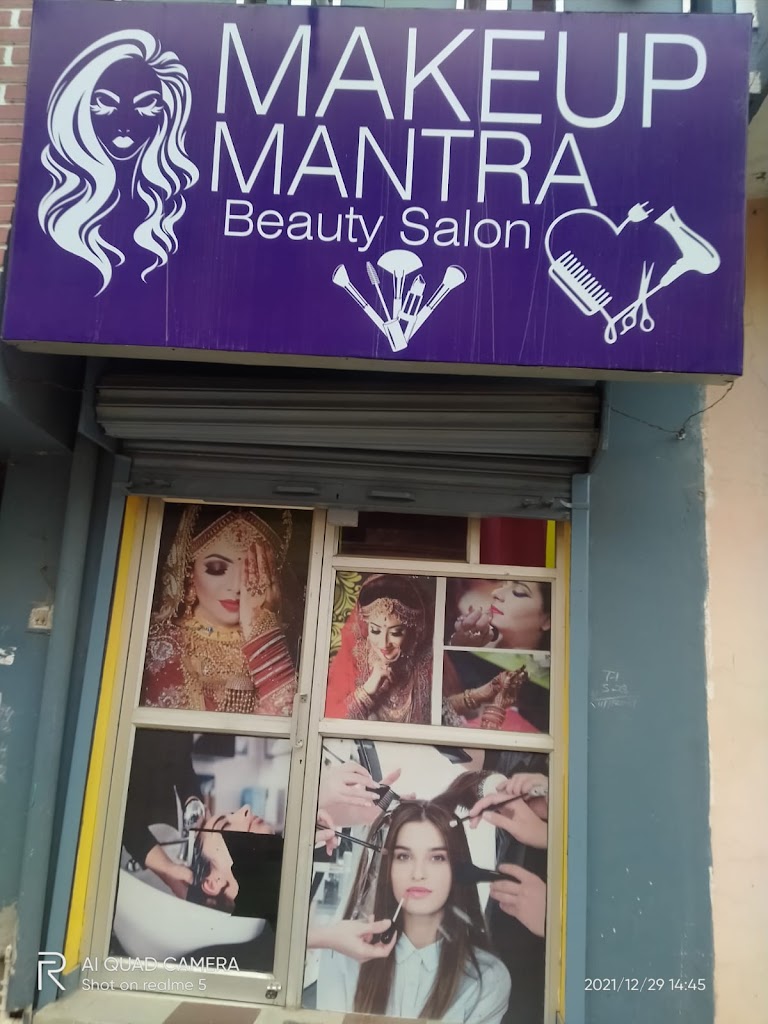 MAKEUP
MANTRA
Beauty Salon
AI QUAD CAMERA
Shot on realme 5
2021/12/29 14:45